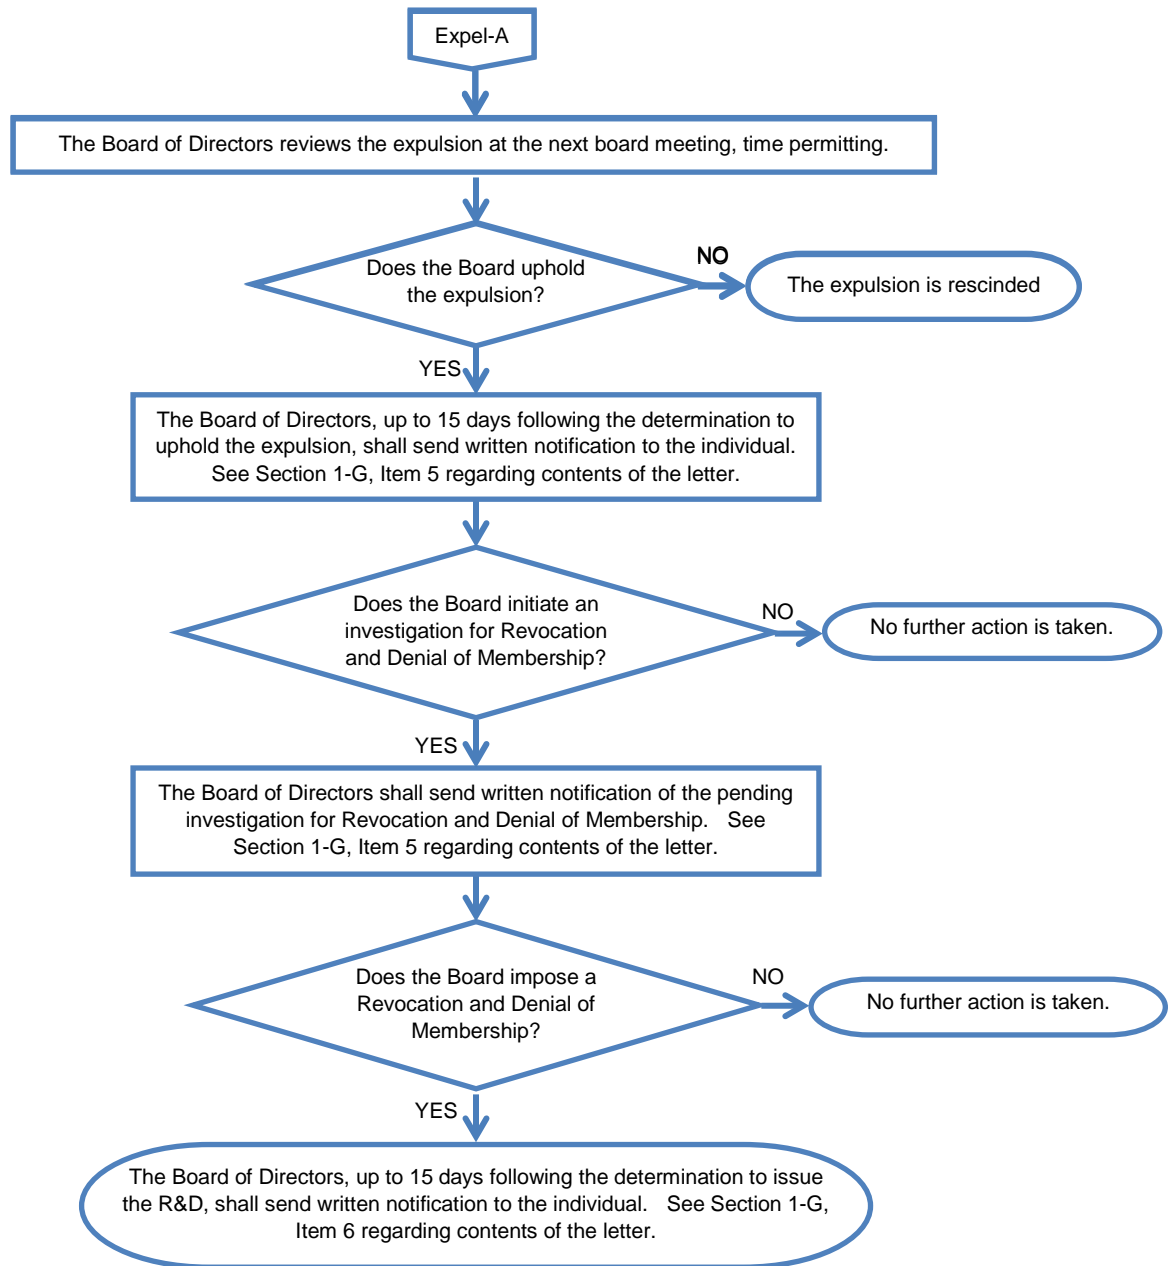 Expel-A
The Board of Directors reviews the expulsion at the next board meeting, time permitting.
Does the Board uphold
the expulsion?
NO
The expulsion is rescinded
YES
The Board of Directors, up to 15 days following the determination to
uphold the expulsion, shall send written notification to the individual.
See Section 1-G, Item 5 regarding contents of the letter.
Does the Board initiate an
investigation for Revocation
and Denial of Membership?
NO
No further action is taken.
YES
The Board of Directors shall send written notification of the pending
investigation for Revocation and Denial of Membership. See
Section 1-G, Item 5 regarding contents of the letter.
Does the Board impose a
Revocation and Denial of
Membership?
NO
No further action is taken.
YES
The Board of Directors, up to 15 days following the determination to issue
the R&D, shall send written notification to the individual. See Section 1-G,
Item 6 regarding contents of the letter.